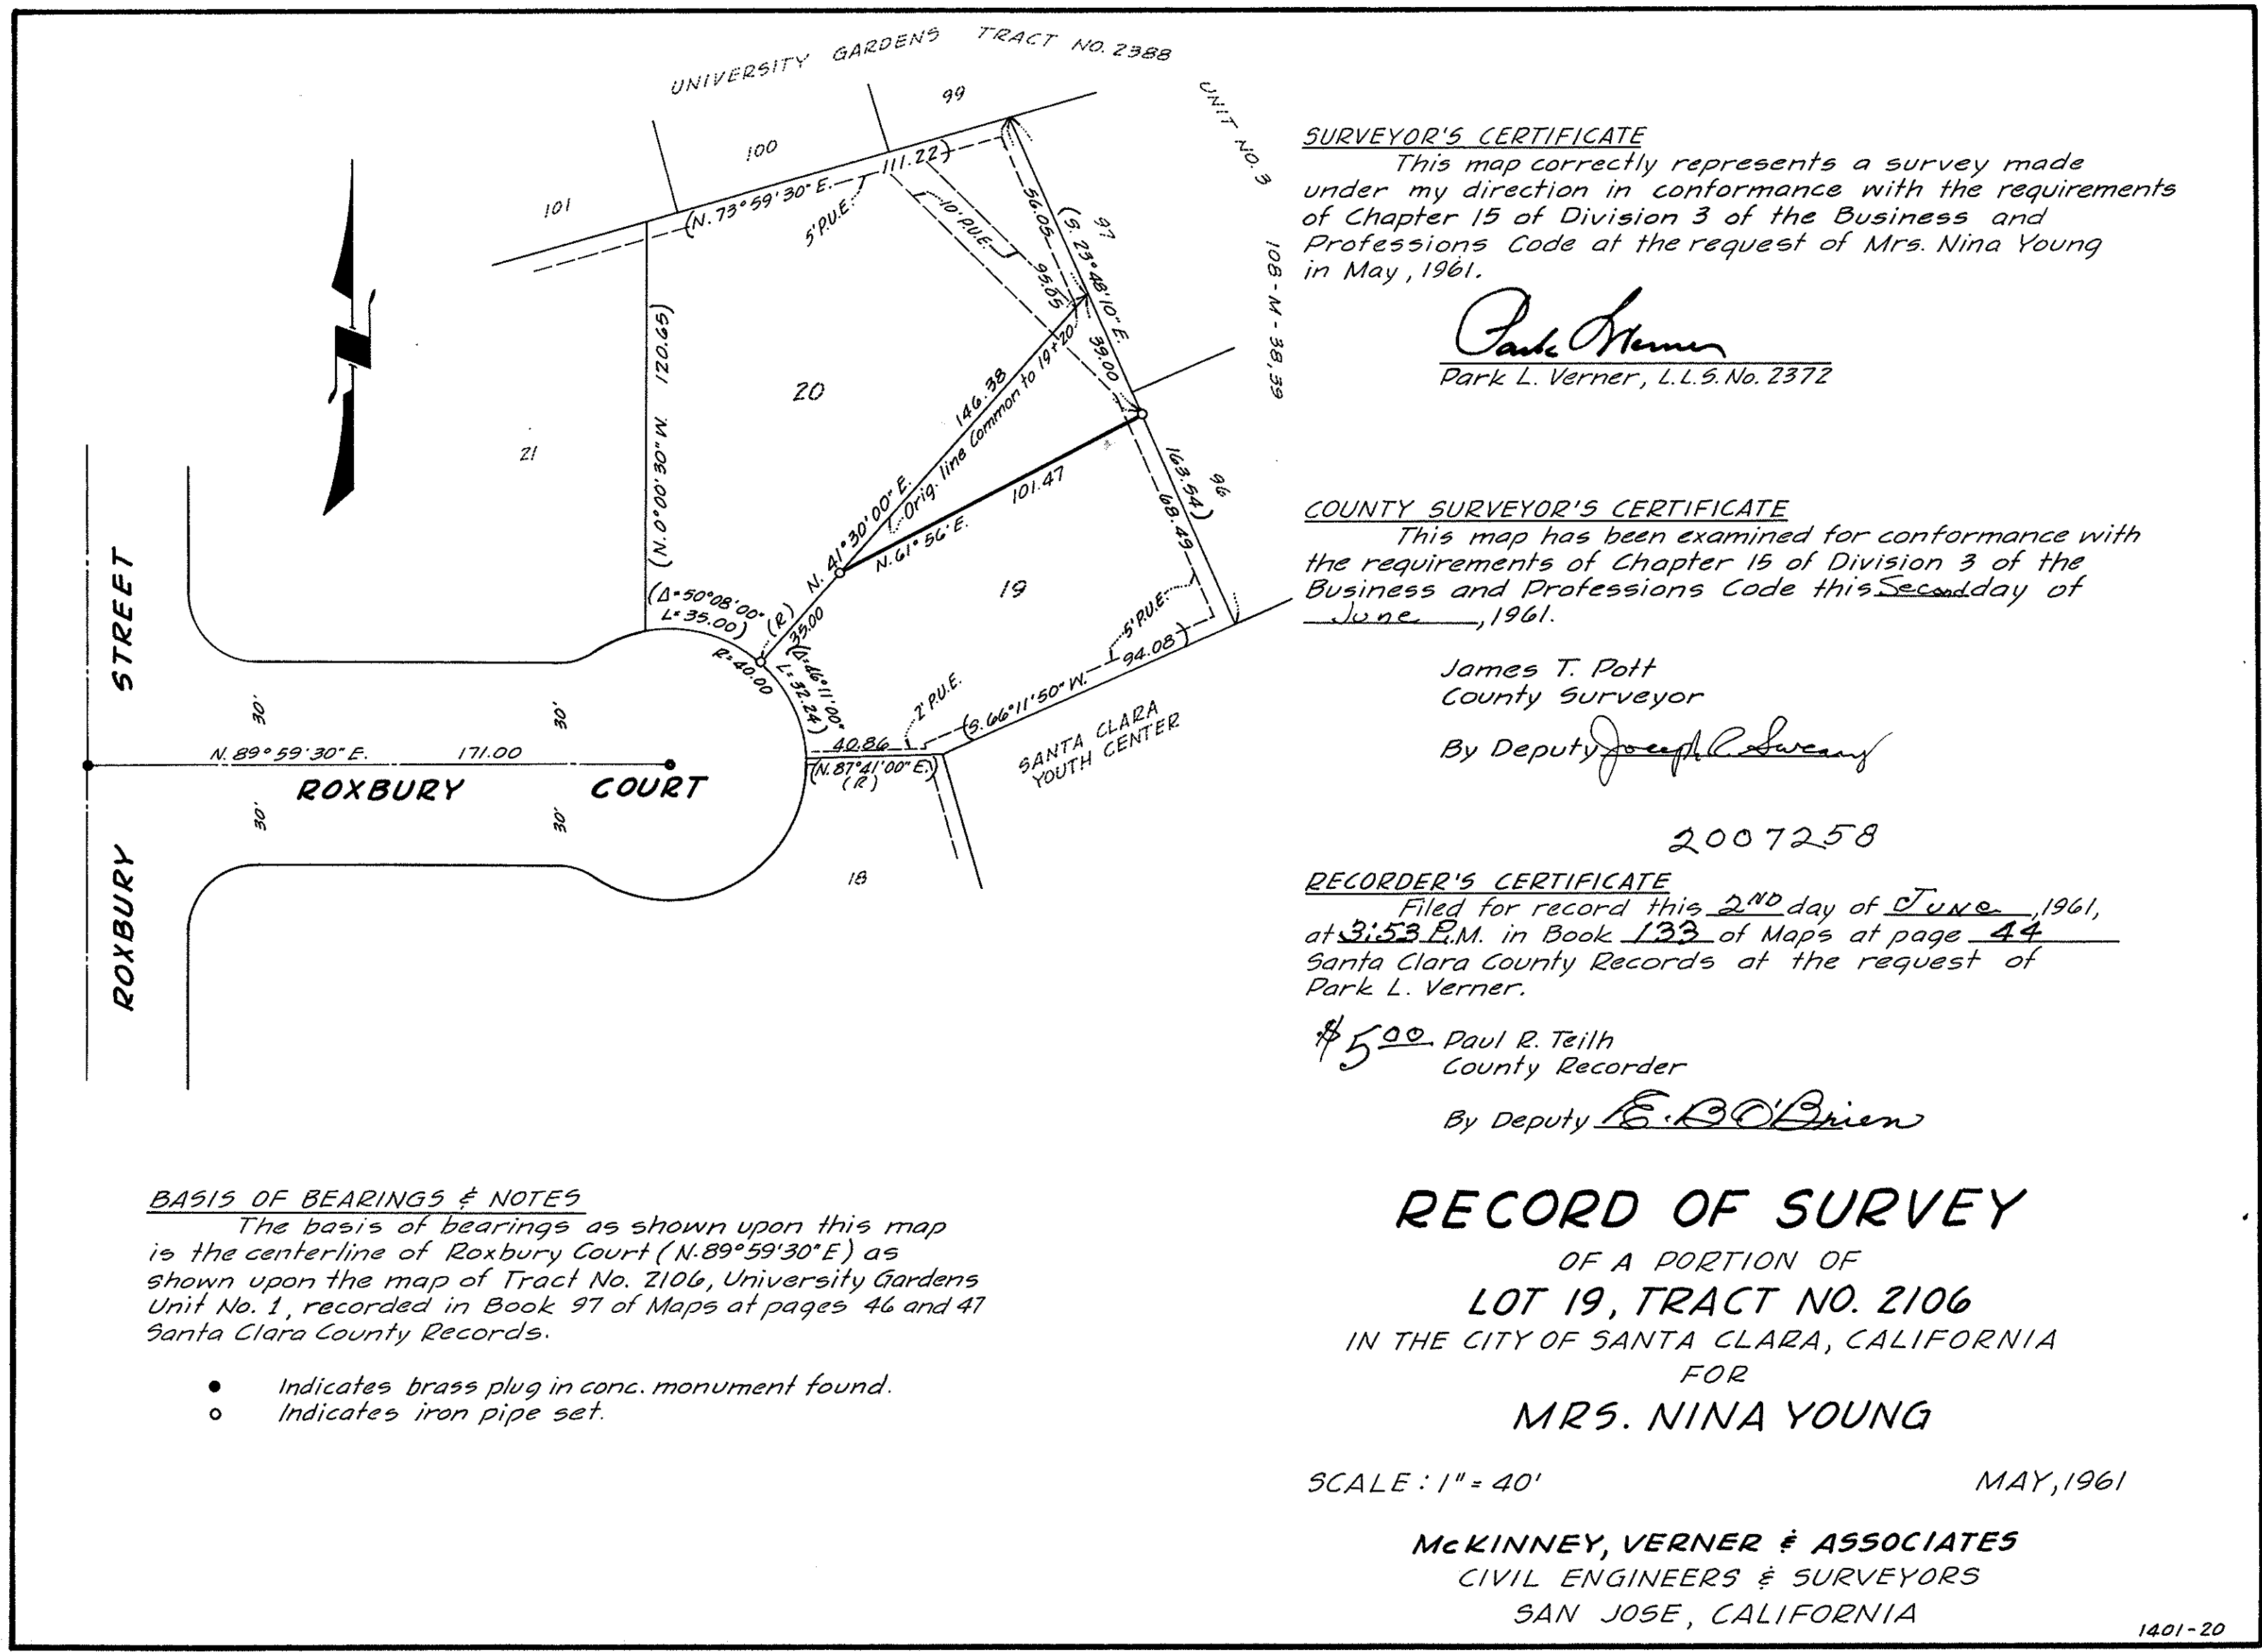 UNIVERSITY GARDENS TRACT NO. 2388
UNIT NO. 3
108-M-38,39
99
100
101
97
96
(N. 73°59'30" E. 111.22)
5' P.U.E.
10' P.U.E.
56.05
95.05
(S. 23°48'10" E.
39.00
163.54)
68.49
(N. 0°00'30" W. 120.65)
20
21
146.38
N. 41°30'00" E.
Orig. line Common to 19+20
101.47
N. 61°56' E.
19
(Δ=50°08'00"
L=35.00)
(R)
35.00
R=40.00
(Δ=46°11'00"
L=32.24)
5' P.U.E.
94.08)
(S. 66°11'50" W.
2' P.U.E.
40.86
(N. 87°41'00" E.)
(R)
SANTA CLARA
YOUTH CENTER
18
STREET
ROXBURY
30'
30'
N. 89°59'30" E. 171.00
ROXBURY COURT
30'
30'
BASIS OF BEARINGS & NOTES
The basis of bearings as shown upon this map
is the centerline of Roxbury Court (N.89°59'30"E) as
shown upon the map of Tract No. 2106, University Gardens
Unit No. 1, recorded in Book 97 of Maps at pages 46 and 47
Santa Clara County Records.
● Indicates brass plug in conc. monument found.
○ Indicates iron pipe set.
SURVEYOR'S CERTIFICATE
This map correctly represents a survey made
under my direction in conformance with the requirements
of Chapter 15 of Division 3 of the Business and
Professions Code at the request of Mrs. Nina Young
in May, 1961.
Park L. Verner
Park L. Verner, L.L.S. No. 2372
COUNTY SURVEYOR'S CERTIFICATE
This map has been examined for conformance with
the requirements of Chapter 15 of Division 3 of the
Business and Professions Code this Second day of
June, 1961.
James T. Pott
County Surveyor
By Deputy Joseph
2007258
RECORDER'S CERTIFICATE
Filed for record this 2ND day of June, 1961,
at 3:53 P.M. in Book 133 of Maps at page 44
Santa Clara County Records at the request of
Park L. Verner.
$5.00 Paul R. Teilh
County Recorder
By Deputy E. B O'Brien
RECORD OF SURVEY
OF A PORTION OF
LOT 19, TRACT NO. 2106
IN THE CITY OF SANTA CLARA, CALIFORNIA
FOR
MRS. NINA YOUNG
SCALE: 1" = 40' MAY, 1961
McKINNEY, VERNER & ASSOCIATES
CIVIL ENGINEERS & SURVEYORS
SAN JOSE, CALIFORNIA
1401-20